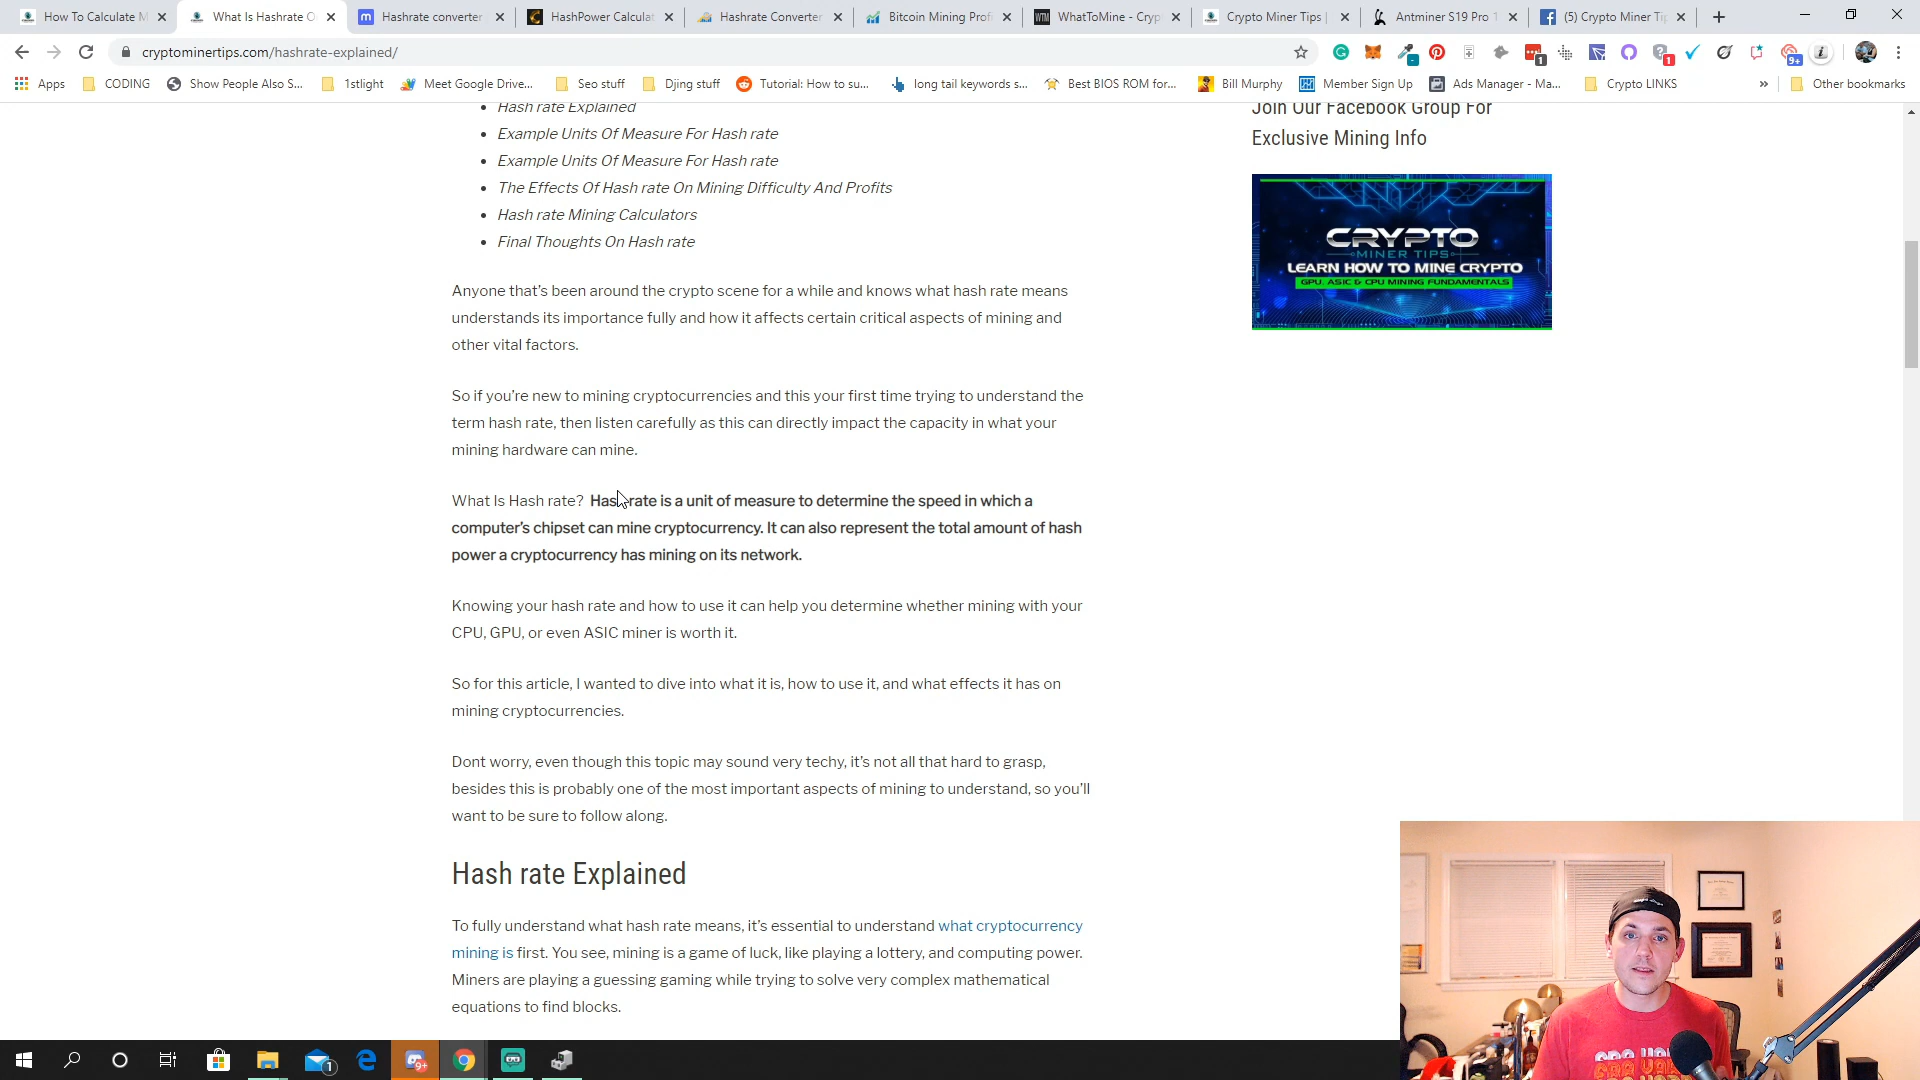 How To Calculate M
What Is Hashrate O
Hashrate converter
HashPower Calculat
Hashrate Converter
Bitcoin Mining Prof
WhatToMine - Cryp
Crypto Miner Tips |
Antminer S19 Pro 1
(5) Crypto Miner Ti
cryptominertips.com/hashrate-explained/
Apps
CODING
Show People Also S...
1stlight
Meet Google Drive...
Seo stuff
Djing stuff
Tutorial: How to su...
long tail keywords s...
Best BIOS ROM for...
Bill Murphy
Member Sign Up
Ads Manager - Ma...
Crypto LINKS
Other bookmarks
Hash rate Explained
Example Units Of Measure For Hash rate
Example Units Of Measure For Hash rate
The Effects Of Hash rate On Mining Difficulty And Profits
Hash rate Mining Calculators
Final Thoughts On Hash rate
Anyone that's been around the crypto scene for a while and knows what hash rate means
understands its importance fully and how it affects certain critical aspects of mining and
other vital factors.
So if you're new to mining cryptocurrencies and this your first time trying to understand the
term hash rate, then listen carefully as this can directly impact the capacity in what your
mining hardware can mine.
What Is Hash rate? Hash rate is a unit of measure to determine the speed in which a
computer's chipset can mine cryptocurrency. It can also represent the total amount of hash
power a cryptocurrency has mining on its network.
Knowing your hash rate and how to use it can help you determine whether mining with your
CPU, GPU, or even ASIC miner is worth it.
So for this article, I wanted to dive into what it is, how to use it, and what effects it has on
mining cryptocurrencies.
Dont worry, even though this topic may sound very techy, it's not all that hard to grasp,
besides this is probably one of the most important aspects of mining to understand, so you'll
want to be sure to follow along.
Hash rate Explained
To fully understand what hash rate means, it's essential to understand what cryptocurrency
mining is first. You see, mining is a game of luck, like playing a lottery, and computing power.
Miners are playing a guessing gaming while trying to solve very complex mathematical
equations to find blocks.
Join Our Facebook Group For
Exclusive Mining Info
CRYPTO
MINER TIPS
LEARN HOW TO MINE CRYPTO
GPU, ASIC & CPU MINING FUNDAMENTALS